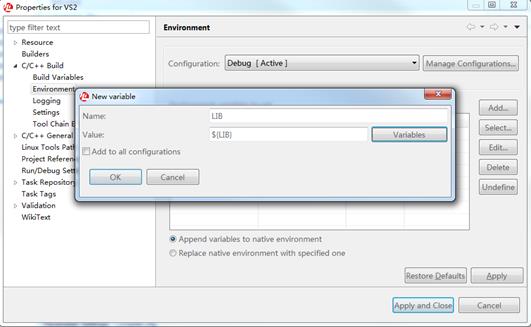 Properties for VS2
type filter text
Environment
Resource
Builders
C/C++ Build
Build Variables
Environment
Logging
Settings
Tool Chain E
C/C++ General
Linux Tools Path
Project Reference
Run/Debug Sett
Task Repository
Task Tags
Validation
WikiText
Configuration:
Debug [ Active ]
Manage Configurations...
New variable
Name:
LIB
Value:
${LIB}
Variables
Add to all configurations
OK
Cancel
Add...
Select...
Edit...
Delete
Undefine
Append variables to native environment
Replace native environment with specified one
Restore Defaults
Apply
Apply and Close
Cancel